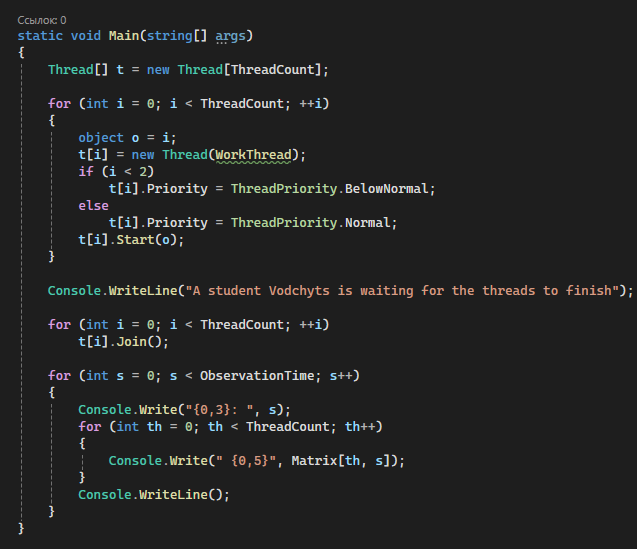 Ссылок: 0
static void Main(string[] args)
{
    Thread[] t = new Thread[ThreadCount];

    for (int i = 0; i < ThreadCount; ++i)
    {
        object o = i;
        t[i] = new Thread(WorkThread);
        if (i < 2)
            t[i].Priority = ThreadPriority.BelowNormal;
        else
            t[i].Priority = ThreadPriority.Normal;
        t[i].Start(o);
    }

    Console.WriteLine("A student Vodchyts is waiting for the threads to finish");

    for (int i = 0; i < ThreadCount; ++i)
        t[i].Join();

    for (int s = 0; s < ObservationTime; s++)
    {
        Console.Write("{0,3}: ", s);
        for (int th = 0; th < ThreadCount; th++)
        {
            Console.Write(" {0,5}", Matrix[th, s]);
        }
        Console.WriteLine();
    }
}